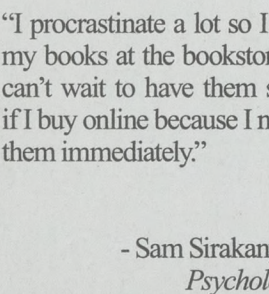 “I procrastinate a lot so I
my books at the bookstor
can’t wait to have them s
if I buy online because I n
them immediately.”
- Sam Sirakan
Psychol